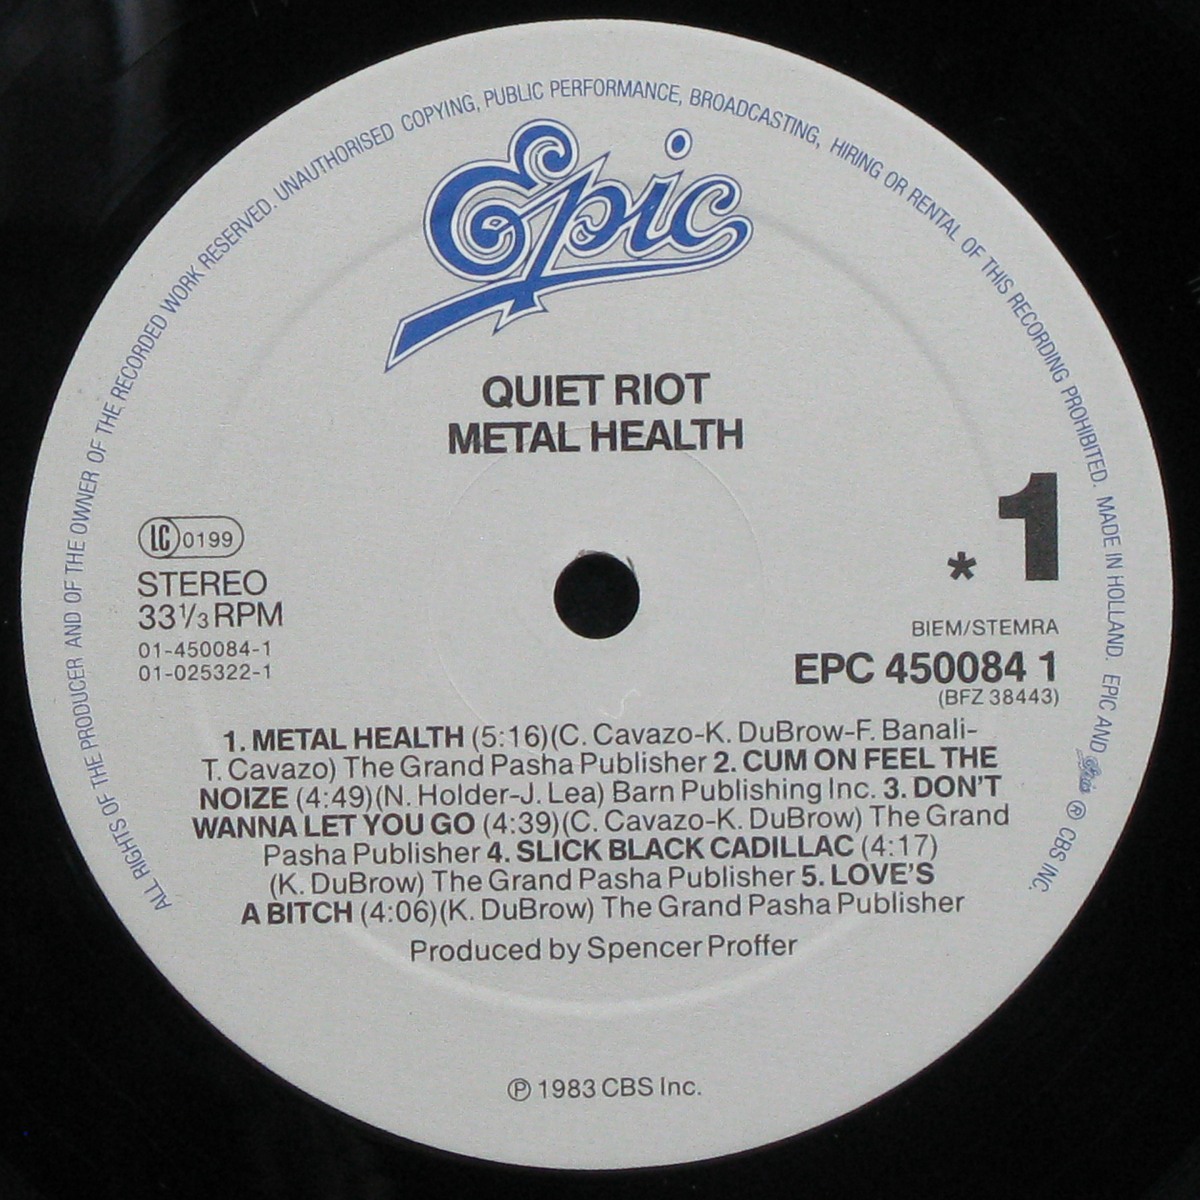 ALL RIGHTS OF THE PRODUCER AND OF THE OWNER OF THE RECORDED WORK RESERVED. UNAUTHORISED COPYING, PUBLIC PERFORMANCE, BROADCASTING, HIRING OR RENTAL OF THIS RECORDING PROHIBITED. MADE IN HOLLAND. EPIC AND Epic ℗ CBS INC.
Epic
QUIET RIOT
METAL HEALTH
1
*
LC 0199
STEREO
33⅓ RPM
01-450084-1
01-025322-1
BIEM/STEMRA
EPC 450084 1
(BFZ 38443)
1. METAL HEALTH (5:16)(C. Cavazo-K. DuBrow-F. Banali-
T. Cavazo) The Grand Pasha Publisher 2. CUM ON FEEL THE
NOIZE (4:49)(N. Holder-J. Lea) Barn Publishing Inc. 3. DON'T
WANNA LET YOU GO (4:39)(C. Cavazo-K. DuBrow) The Grand
Pasha Publisher 4. SLICK BLACK CADILLAC (4:17)
(K. DuBrow) The Grand Pasha Publisher 5. LOVE'S
A BITCH (4:06)(K. DuBrow) The Grand Pasha Publisher
Produced by Spencer Proffer
℗ 1983 CBS Inc.